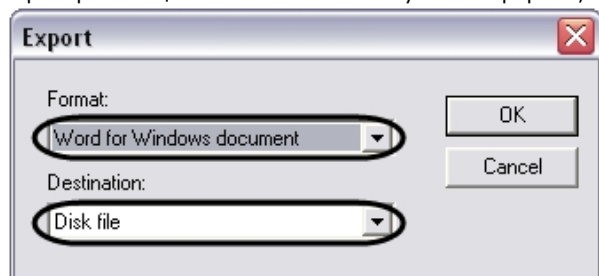 Export
Format:
Word for Windows document
OK
Cancel
Destination:
Disk file